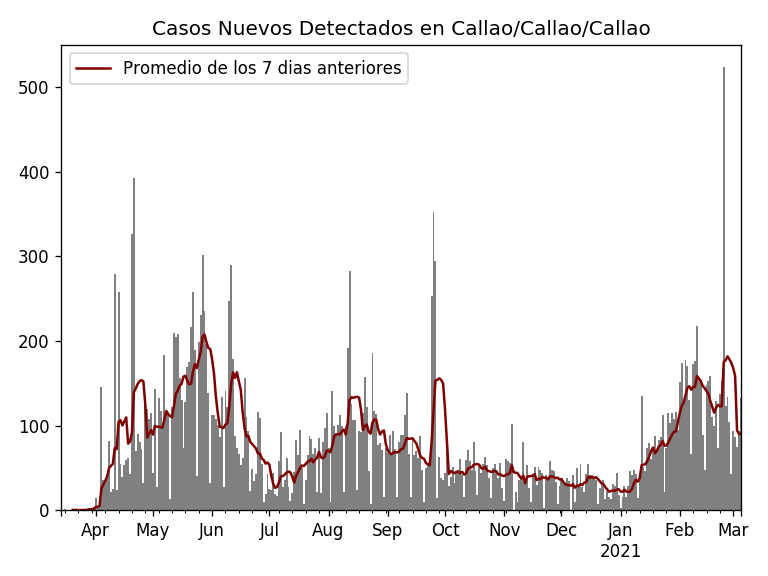 Casos Nuevos Detectados en Callao/Callao/Callao
Promedio de los 7 dias anteriores
500
400
300
200
100
0
Apr May Jun Jul Aug Sep Oct Nov Dec Jan Feb Mar
2021